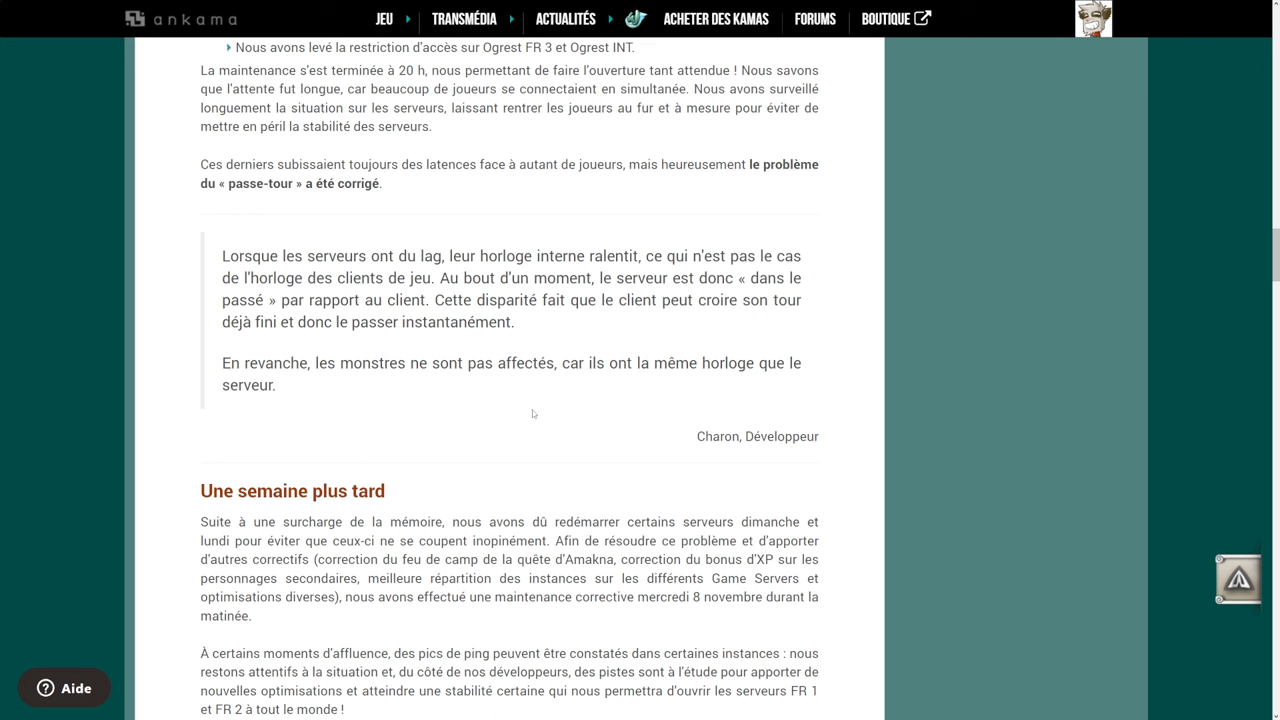 ankama
JEU TRANSMÉDIA ACTUALITÉS ACHETER DES KAMAS FORUMS BOUTIQUE
Nous avons levé la restriction d'accès sur Ogrest FR 3 et Ogrest INT.
La maintenance s'est terminée à 20 h, nous permettant de faire l'ouverture tant attendue ! Nous savons
que l'attente fut longue, car beaucoup de joueurs se connectaient en simultanée. Nous avons surveillé
longuement la situation sur les serveurs, laissant rentrer les joueurs au fur et à mesure pour éviter de
mettre en péril la stabilité des serveurs.
Ces derniers subissaient toujours des latences face à autant de joueurs, mais heureusement le problème
du « passe-tour » a été corrigé.
Lorsque les serveurs ont du lag, leur horloge interne ralentit, ce qui n'est pas le cas
de l'horloge des clients de jeu. Au bout d'un moment, le serveur est donc « dans le
passé » par rapport au client. Cette disparité fait que le client peut croire son tour
déjà fini et donc le passer instantanément.
En revanche, les monstres ne sont pas affectés, car ils ont la même horloge que le
serveur.
Charon, Développeur
Une semaine plus tard
Suite à une surcharge de la mémoire, nous avons dû redémarrer certains serveurs dimanche et
lundi pour éviter que ceux-ci ne se coupent inopinément. Afin de résoudre ce problème et d'apporter
d'autres correctifs (correction du feu de camp de la quête d'Amakna, correction du bonus d'XP sur les
personnages secondaires, meilleure répartition des instances sur les différents Game Servers et
optimisations diverses), nous avons effectué une maintenance corrective mercredi 8 novembre durant la
matinée.
À certains moments d'affluence, des pics de ping peuvent être constatés dans certaines instances : nous
restons attentifs à la situation et, du côté de nos développeurs, des pistes sont à l'étude pour apporter de
nouvelles optimisations et atteindre une stabilité certaine qui nous permettra d'ouvrir les serveurs FR 1
et FR 2 à tout le monde !
Aide